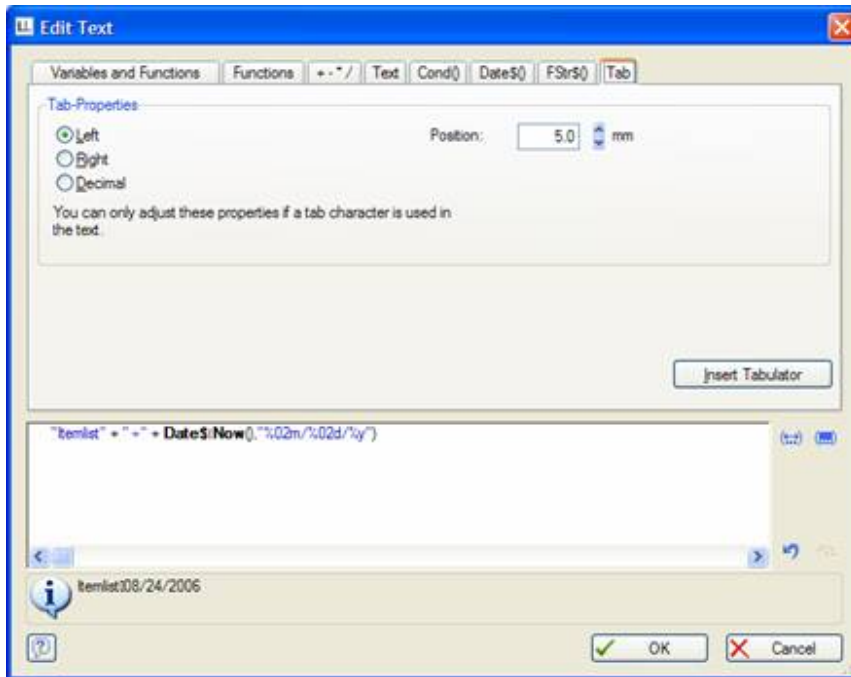 Edit Text
Variables and Functions Functions + - * / Text Cond() Date$() FStr$() Tab
Tab-Properties
Left Position: 5.0 mm
Right
Decimal
You can only adjust these properties if a tab character is used in
the text.
Insert Tabulator
"Itemlist" + " ÷" + Date$(Now(),"%02m/%02d/%y")
08/24/2006
OK Cancel